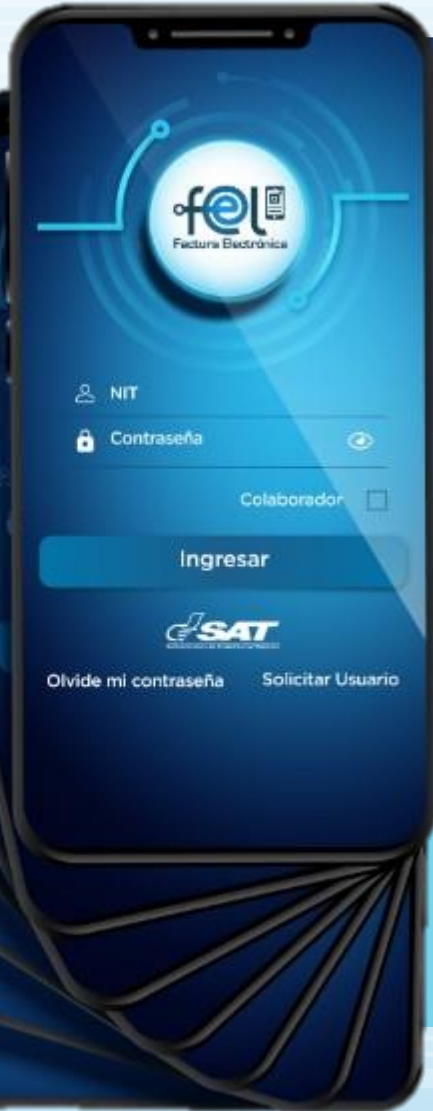 fel
Factura Electrónica
NIT
Contraseña
Colaborador
Ingresar
SAT
Olvide mi contraseña
Solicitar Usuario